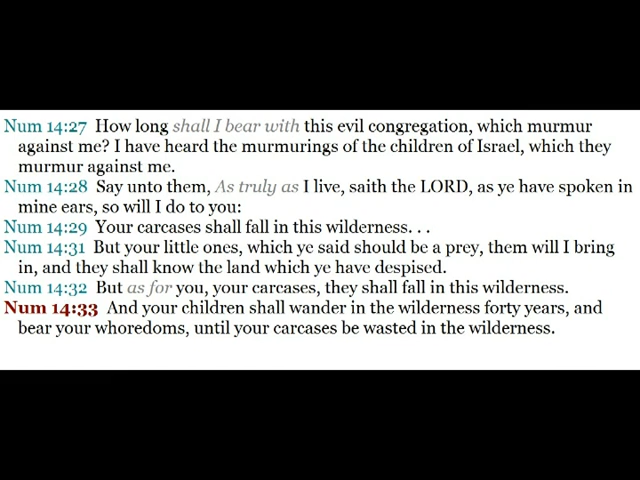 Num 14:27 How long shall I bear with this evil congregation, which murmur
against me? I have heard the murmurings of the children of Israel, which they
murmur against me.
Num 14:28 Say unto them, As truly as I live, saith the LORD, as ye have spoken in
mine ears, so will I do to you:
Num 14:29 Your carcases shall fall in this wilderness. . .
Num 14:31 But your little ones, which ye said should be a prey, them will I bring
in, and they shall know the land which ye have despised.
Num 14:32 But as for you, your carcases, they shall fall in this wilderness.
Num 14:33 And your children shall wander in the wilderness forty years, and
bear your whoredoms, until your carcases be wasted in the wilderness.